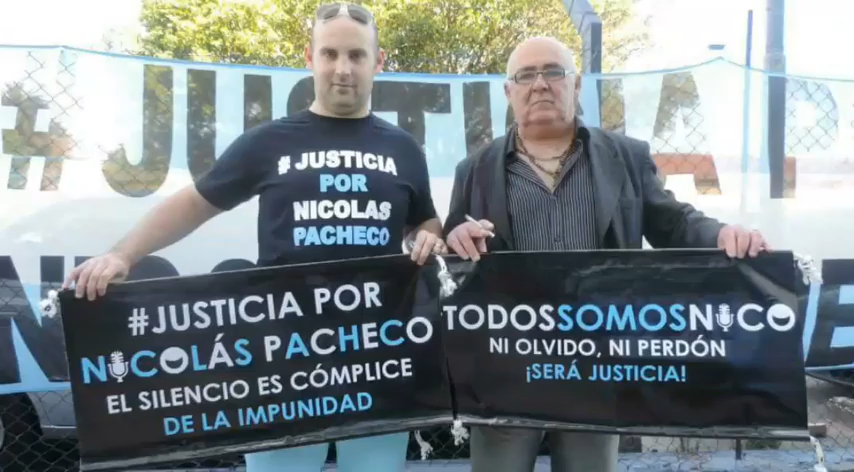 #JUSTICIA P
# JUSTICIA
POR
NICOLAS
PACHECO
#JUSTICIA POR
NICOLÁS PACHECO
EL SILENCIO ES CÓMPLICE
DE LA IMPUNIDAD
TODOSSOMOSNICO
NI OLVIDO, NI PERDÓN
¡SERÁ JUSTICIA!